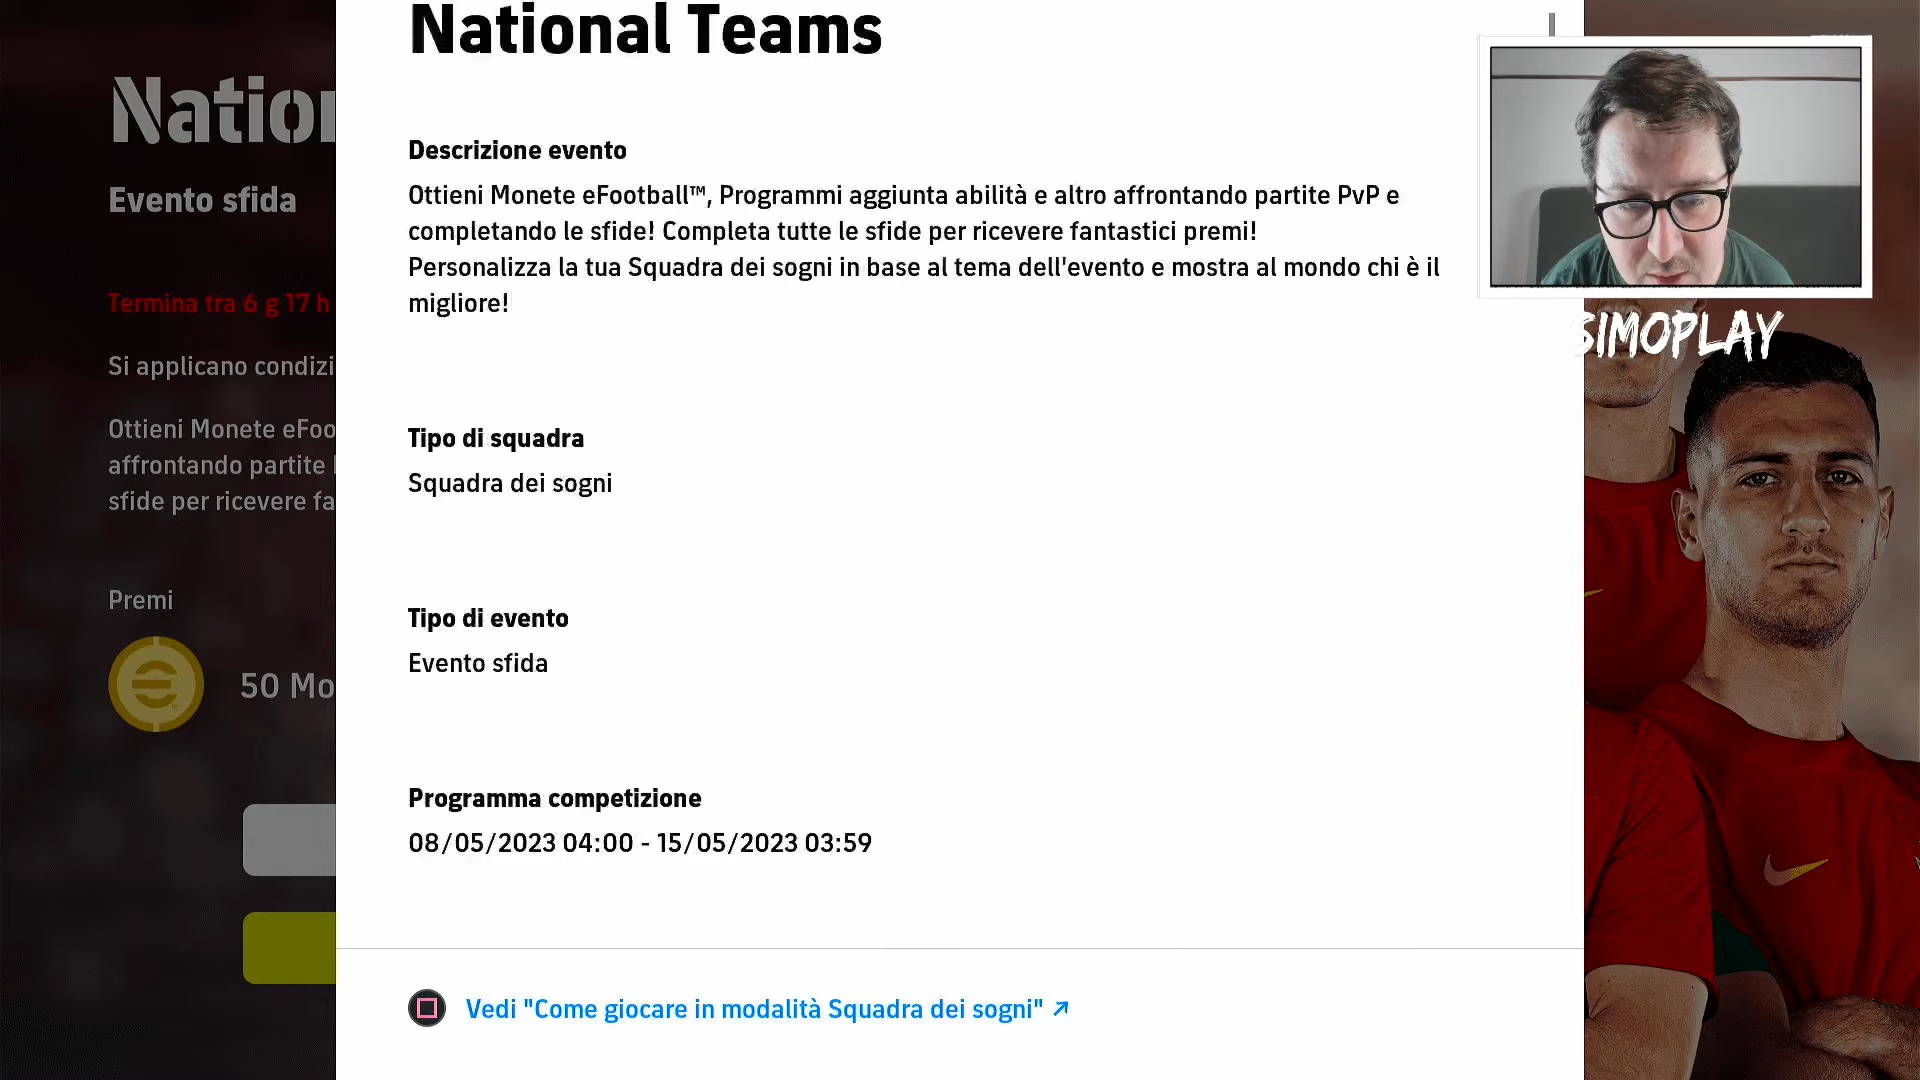 National Teams
Nation
Evento sfida
Termina tra 6 g 17 h
Si applicano condizi
Ottieni Monete eFoo
affrontando partite
sfide per ricevere fa
Premi
50 Mo
Descrizione evento
Ottieni Monete eFootball™, Programmi aggiunta abilità e altro affrontando partite PvP e
completando le sfide! Completa tutte le sfide per ricevere fantastici premi!
Personalizza la tua Squadra dei sogni in base al tema dell'evento e mostra al mondo chi è il
migliore!
Tipo di squadra
Squadra dei sogni
Tipo di evento
Evento sfida
Programma competizione
08/05/2023 04:00 - 15/05/2023 03:59
Vedi "Come giocare in modalità Squadra dei sogni" ↗
SIMOPLAY